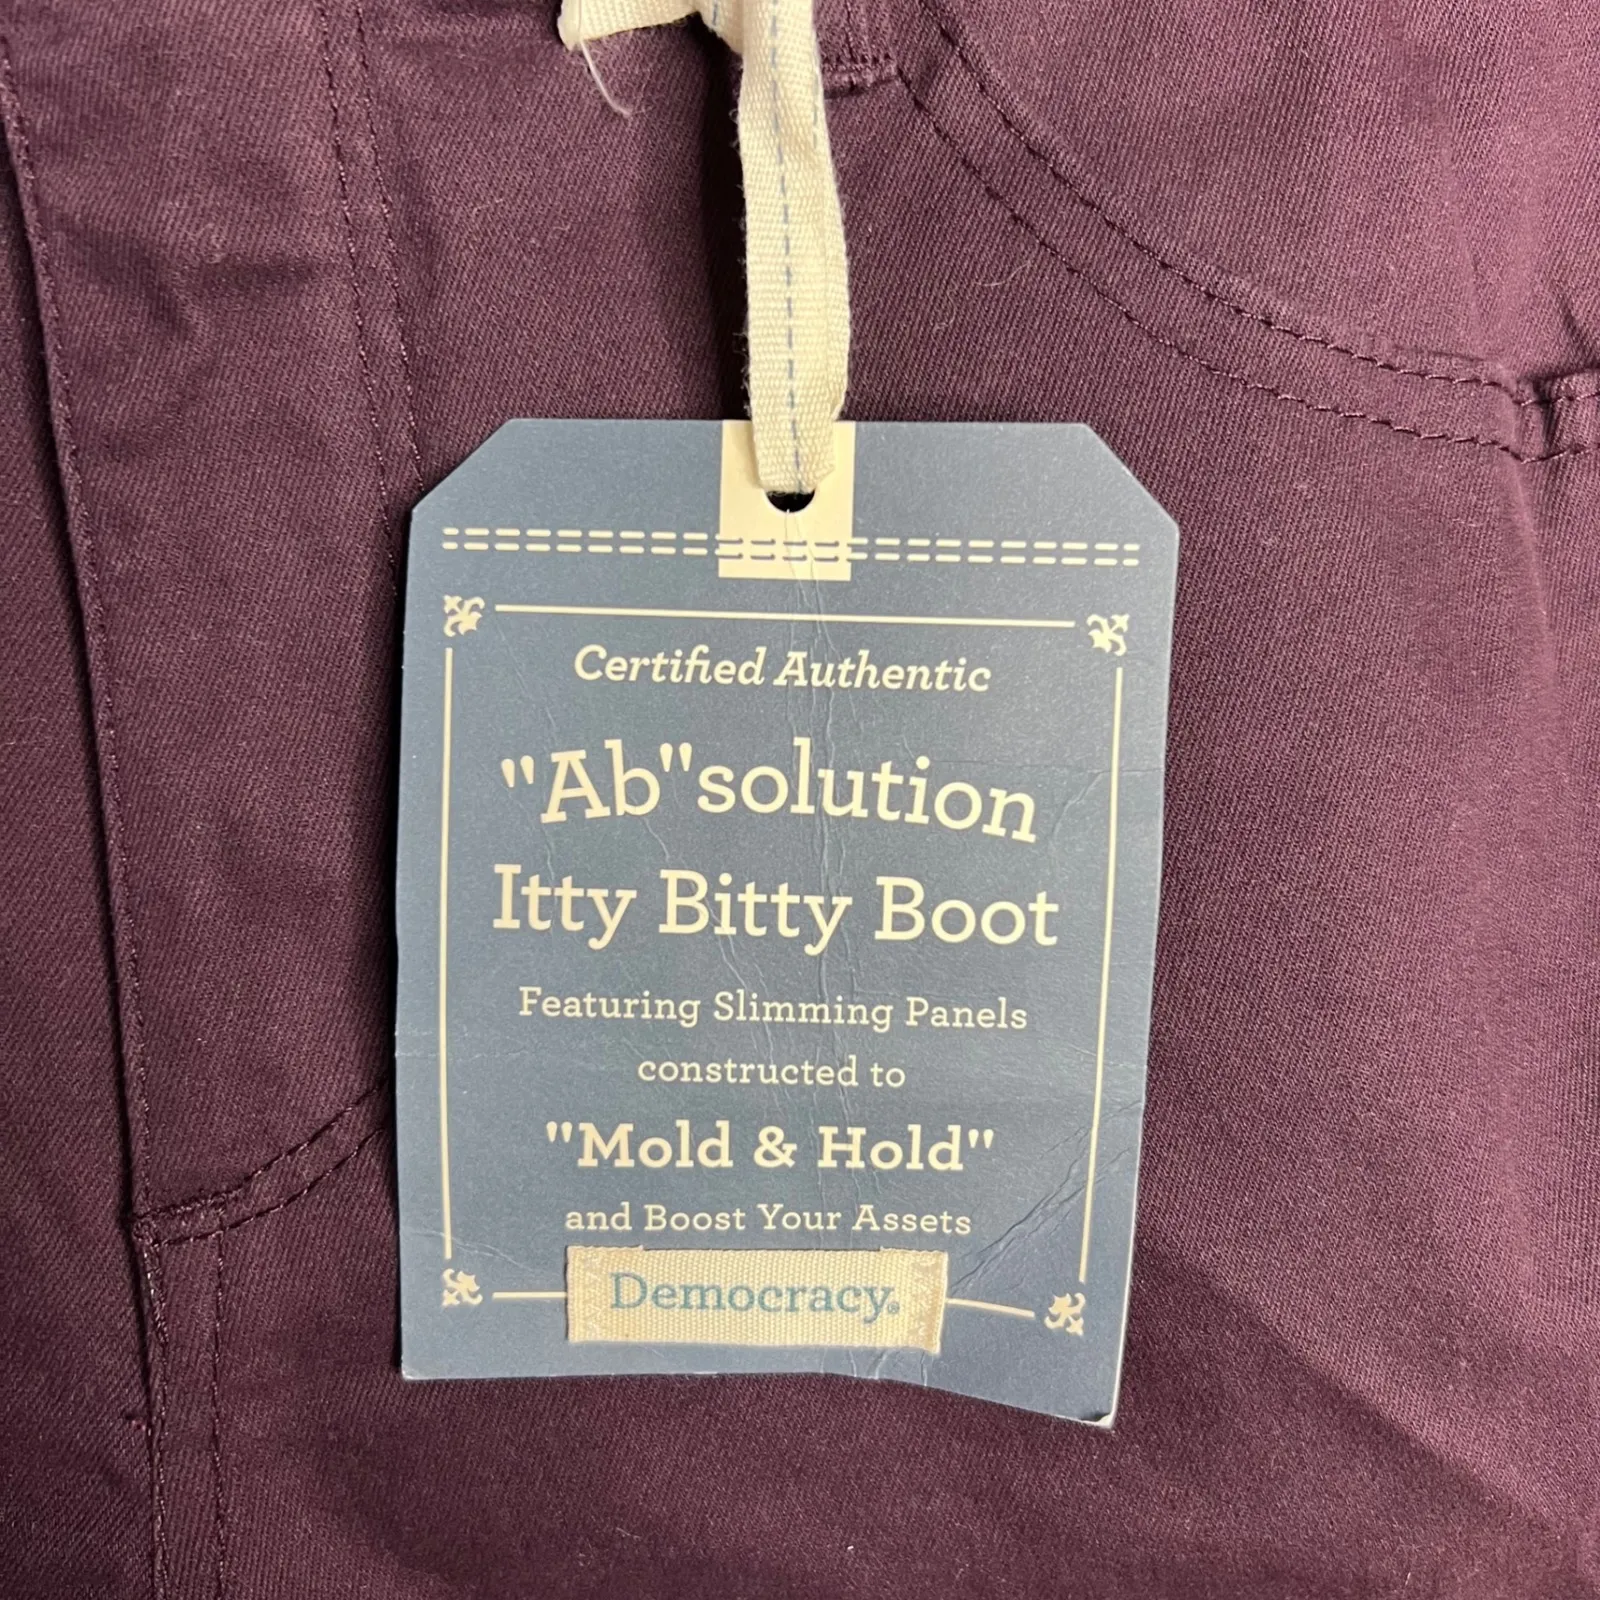 Certified Authentic
"Ab"solution
Itty Bitty Boot
Featuring Slimming Panels
constructed to
"Mold & Hold"
and Boost Your Assets
Democracy®